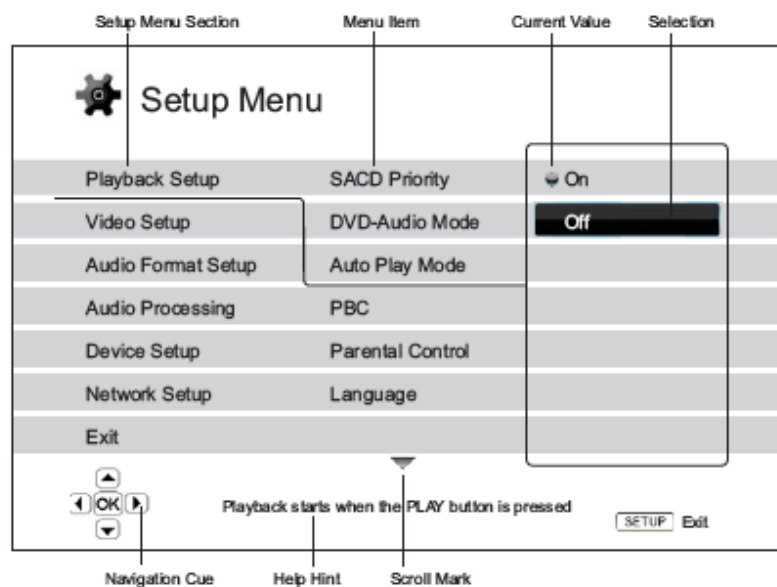 Setup Menu Section Menu Item Current Value Selection
Setup Menu
Playback Setup SACD Priority On
Video Setup DVD-Audio Mode Off
Audio Format Setup Auto Play Mode
Audio Processing PBC
Device Setup Parental Control
Network Setup Language
Exit
OK Playback starts when the PLAY button is pressed
SETUP Exit
Navigation Cue Help Hint Scroll Mark